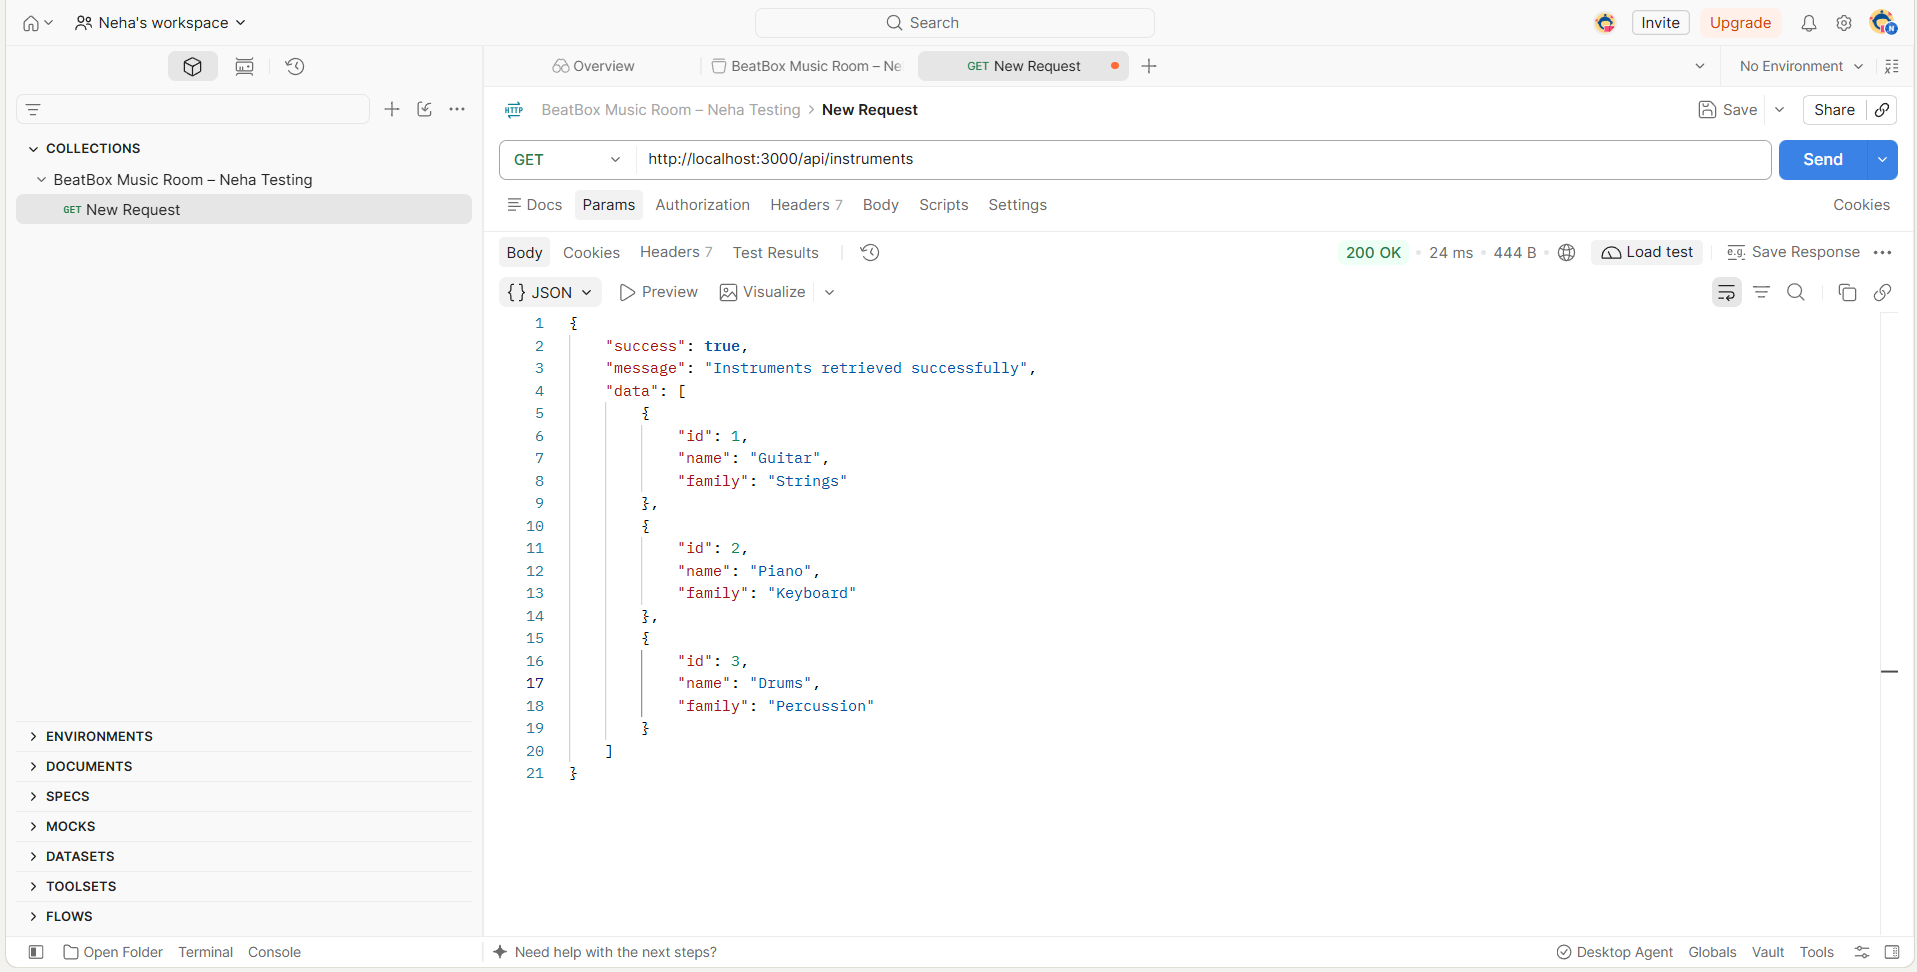 Neha's workspace
Search
Invite
Upgrade
N
Overview
BeatBox Music Room – Ne
GET New Request
No Environment
COLLECTIONS
BeatBox Music Room – Neha Testing
GET New Request
ENVIRONMENTS
DOCUMENTS
SPECS
MOCKS
DATASETS
TOOLSETS
FLOWS
HTTP BeatBox Music Room – Neha Testing > New Request
Save
Share
GET
http://localhost:3000/api/instruments
Send
Docs Params Authorization Headers 7 Body Scripts Settings
Cookies
Body Cookies Headers 7 Test Results
200 OK • 24 ms • 444 B •
Load test
e.g. Save Response
{} JSON
Preview
Visualize
1 {
2 "success": true,
3 "message": "Instruments retrieved successfully",
4 "data": [
5 {
6 "id": 1,
7 "name": "Guitar",
8 "family": "Strings"
9 },
10 {
11 "id": 2,
12 "name": "Piano",
13 "family": "Keyboard"
14 },
15 {
16 "id": 3,
17 "name": "Drums",
18 "family": "Percussion"
19 }
20 ]
21 }
Open Folder Terminal Console
Need help with the next steps?
Desktop Agent Globals Vault Tools